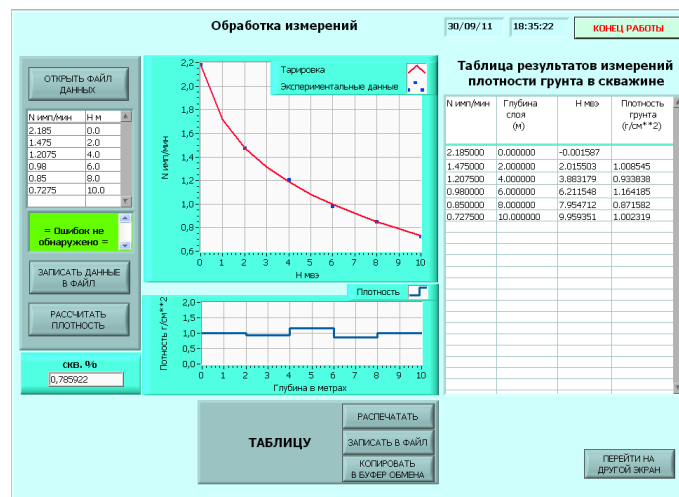 Обработка измерений
30/09/11
18:35:22
КОНЕЦ РАБОТЫ
ОТКРЫТЬ ФАЙЛ
ДАННЫХ
N имп/мин Н м
2.185 0.0
1.475 2.0
1.2075 4.0
0.98 6.0
0.85 8.0
0.7275 10.0
= Ошибок не
обнаружено =
ЗАПИСАТЬ ДАННЫЕ
В ФАЙЛ
РАССЧИТАТЬ
ПЛОТНОСТЬ
скв. %
0,785922
Тарировка
Экспериментальные данные
N имп/мин
2,2
2,0
1,8
1,6
1,4
1,2
1,0
0,8
0,6
0 1 2 3 4 5 6 7 8 9 10
Н мвэ
Плотность
Потность г/см**2
2,0
1,5
1,0
0,5
0,0
0 1 2 3 4 5 6 7 8 9 10
Глубина в метрах
Таблица результатов измерений
плотности грунта в скважине
N имп/мин Глубина Н мвэ Плотность
слоя грунта
(м) (г/см**2)
2.185000 0.000000 -0.001587
1.475000 2.000000 2.015503 1.008545
1.207500 4.000000 3.883179 0.933838
0.980000 6.000000 6.211548 1.164185
0.850000 8.000000 7.954712 0.871582
0.727500 10.000000 9.959351 1.002319
ТАБЛИЦУ
РАСПЕЧАТАТЬ
ЗАПИСАТЬ В ФАЙЛ
КОПИРОВАТЬ
В БУФЕР ОБМЕНА
ПЕРЕЙТИ НА
ДРУГОЙ ЭКРАН